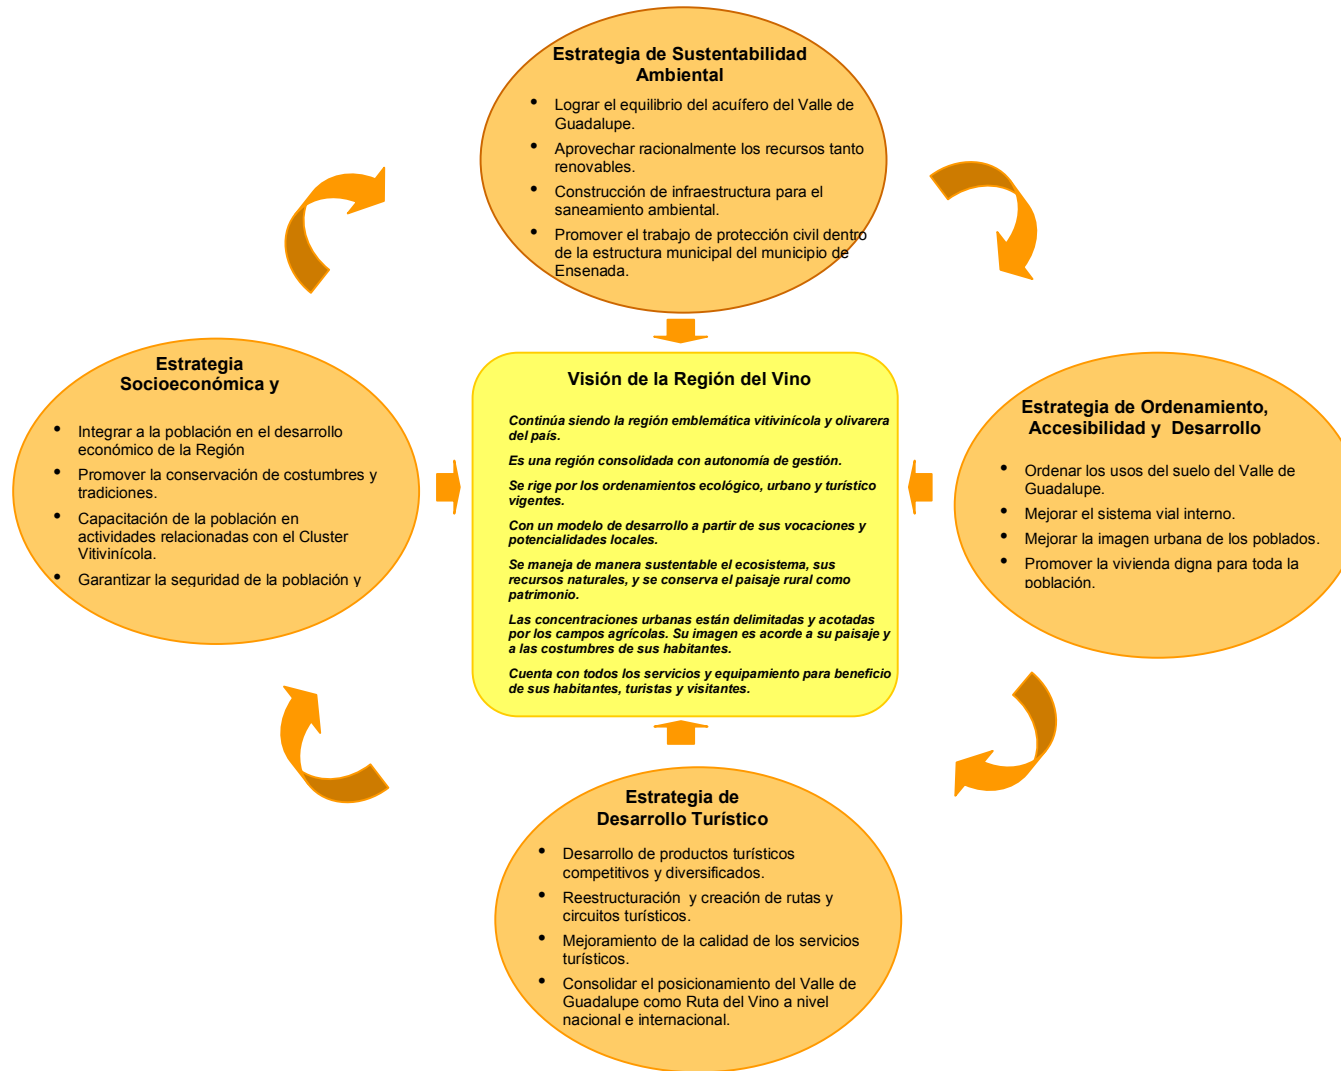 Estrategia de Sustentabilidad
Ambiental
• Lograr el equilibrio del acuífero del Valle de
Guadalupe.
• Aprovechar racionalmente los recursos tanto
renovables.
• Construcción de infraestructura para el
saneamiento ambiental.
• Promover el trabajo de protección civil dentro
de la estructura municipal del municipio de
Ensenada.
Estrategia
Socioeconómica y
• Integrar a la población en el desarrollo
económico de la Región
• Promover la conservación de costumbres y
tradiciones.
• Capacitación de la población en
actividades relacionadas con el Cluster
Vitivinícola.
• Garantizar la seguridad de la población y
Visión de la Región del Vino
Continúa siendo la región emblemática vitivinícola y olivarera
del país.
Es una región consolidada con autonomía de gestión.
Se rige por los ordenamientos ecológico, urbano y turístico
vigentes.
Con un modelo de desarrollo a partir de sus vocaciones y
potencialidades locales.
Se maneja de manera sustentable el ecosistema, sus
recursos naturales, y se conserva el paisaje rural como
patrimonio.
Las concentraciones urbanas están delimitadas y acotadas
por los campos agrícolas. Su imagen es acorde a su paisaje y
a las costumbres de sus habitantes.
Cuenta con todos los servicios y equipamiento para beneficio
de sus habitantes, turistas y visitantes.
Estrategia de Ordenamiento,
Accesibilidad y Desarrollo
• Ordenar los usos del suelo del Valle de
Guadalupe.
• Mejorar el sistema vial interno.
• Mejorar la imagen urbana de los poblados.
• Promover la vivienda digna para toda la
población.
Estrategia de
Desarrollo Turístico
• Desarrollo de productos turísticos
competitivos y diversificados.
• Reestructuración y creación de rutas y
circuitos turísticos.
• Mejoramiento de la calidad de los servicios
turísticos.
• Consolidar el posicionamiento del Valle de
Guadalupe como Ruta del Vino a nivel
nacional e internacional.